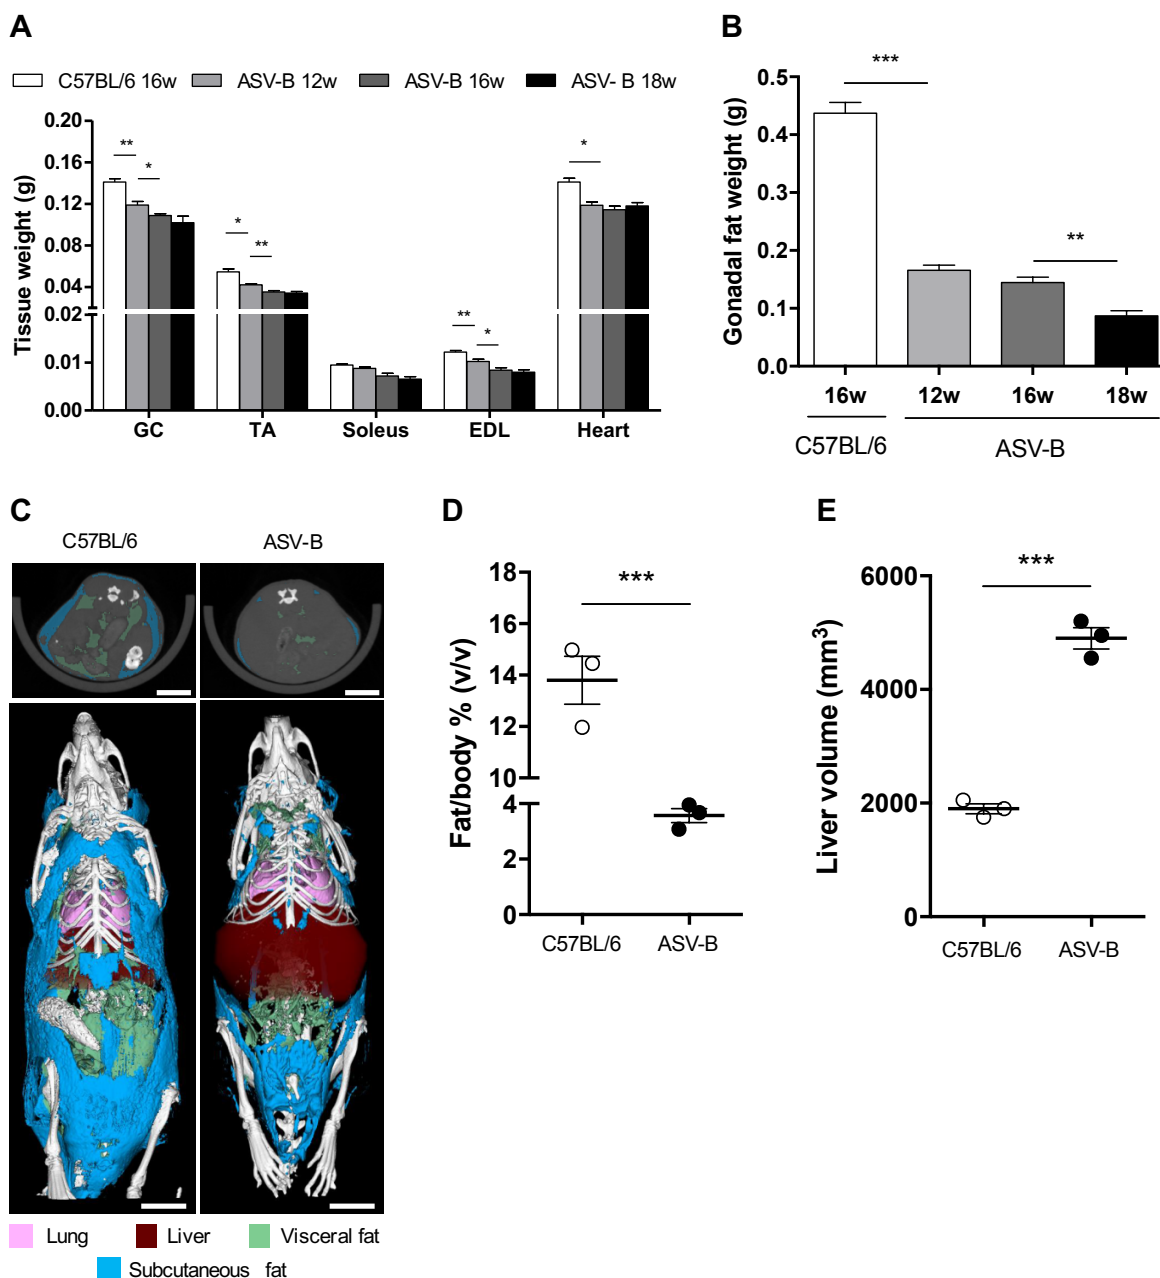 A
C57BL/6 16w ASV-B 12w ASV-B 16w ASV- B 18w
Tissue weight (g)
0.20
0.16
0.12
0.08
0.04
0.02
0.01
0.00
** * * ** ** * *
GC TA Soleus EDL Heart
B
Gonadal fat weight (g)
0.5
0.4
0.3
0.2
0.1
0.0
*** **
16w 12w 16w 18w
C57BL/6 ASV-B
C
C57BL/6 ASV-B
Lung Liver Visceral fat
Subcutaneous fat
D
Fat/body % (v/v)
18
16
14
12
10
4
2
0
***
C57BL/6 ASV-B
E
Liver volume (mm³)
6000
4000
2000
0
***
C57BL/6 ASV-B